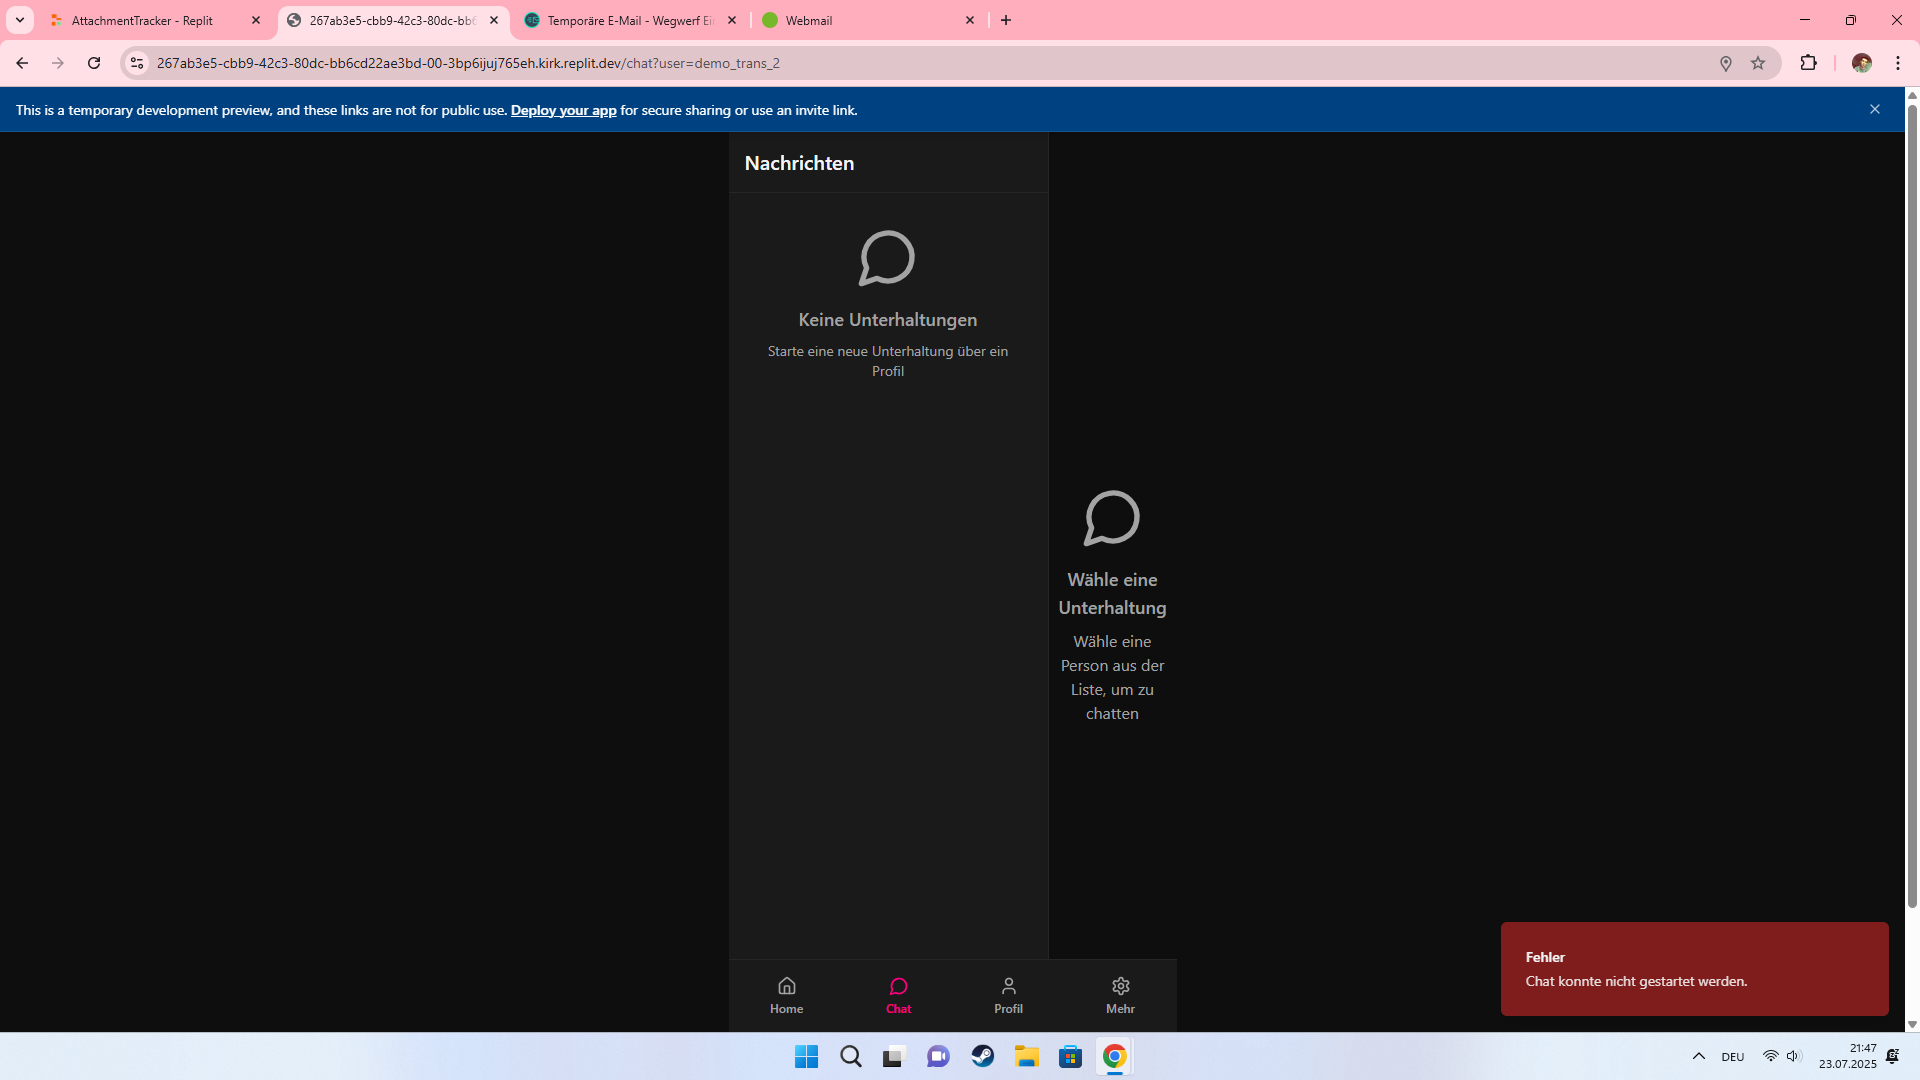 AttachmentTracker - Replit
267ab3e5-cbb9-42c3-80dc-bb6
Temporäre E-Mail - Wegwerf Ei
Webmail
267ab3e5-cbb9-42c3-80dc-bb6cd22ae3bd-00-3bp6ijuj765eh.kirk.replit.dev/chat?user=demo_trans_2
This is a temporary development preview, and these links are not for public use. Deploy your app for secure sharing or use an invite link.
Nachrichten
Keine Unterhaltungen
Starte eine neue Unterhaltung über ein
Profil
Wähle eine
Unterhaltung
Wähle eine
Person aus der
Liste, um zu
chatten
Fehler
Chat konnte nicht gestartet werden.
Home
Chat
Profil
Mehr
DEU
21:47
23.07.2025